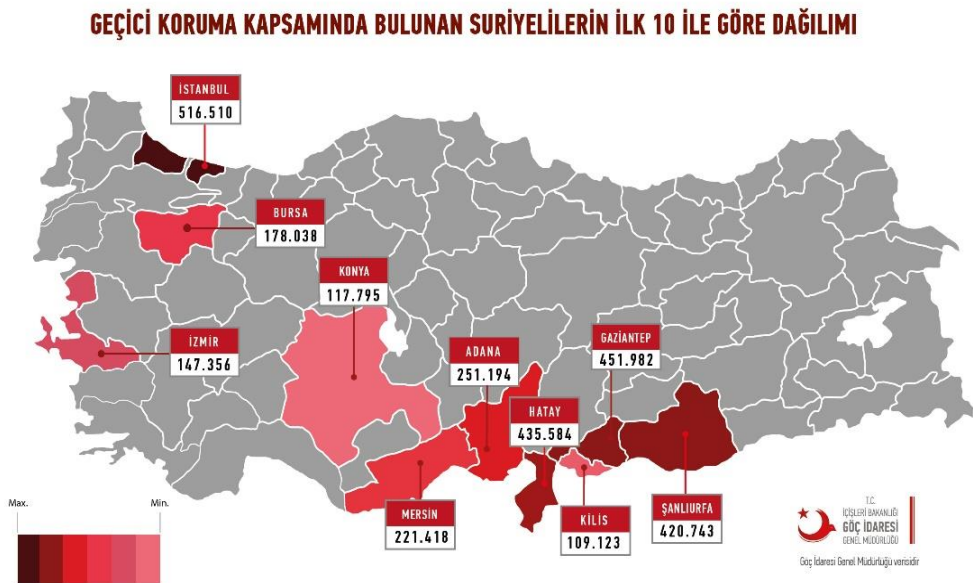 GEÇİCİ KORUMA KAPSAMINDA BULUNAN SURİYELİLERİN İLK 10 İLE GÖRE DAĞILIMI
İSTANBUL
516.510
BURSA
178.038
KONYA
117.795
İZMİR
147.356
ADANA
251.194
GAZİANTEP
451.982
HATAY
435.584
MERSİN
221.418
KİLİS
109.123
ŞANLIURFA
420.743
Max.
Min.
T.C.
İÇİŞLERİ BAKANLIĞI
GÖÇ İDARESİ
GENEL MÜDÜRLÜĞÜ
Göç İdaresi Genel Müdürlüğü verisidir